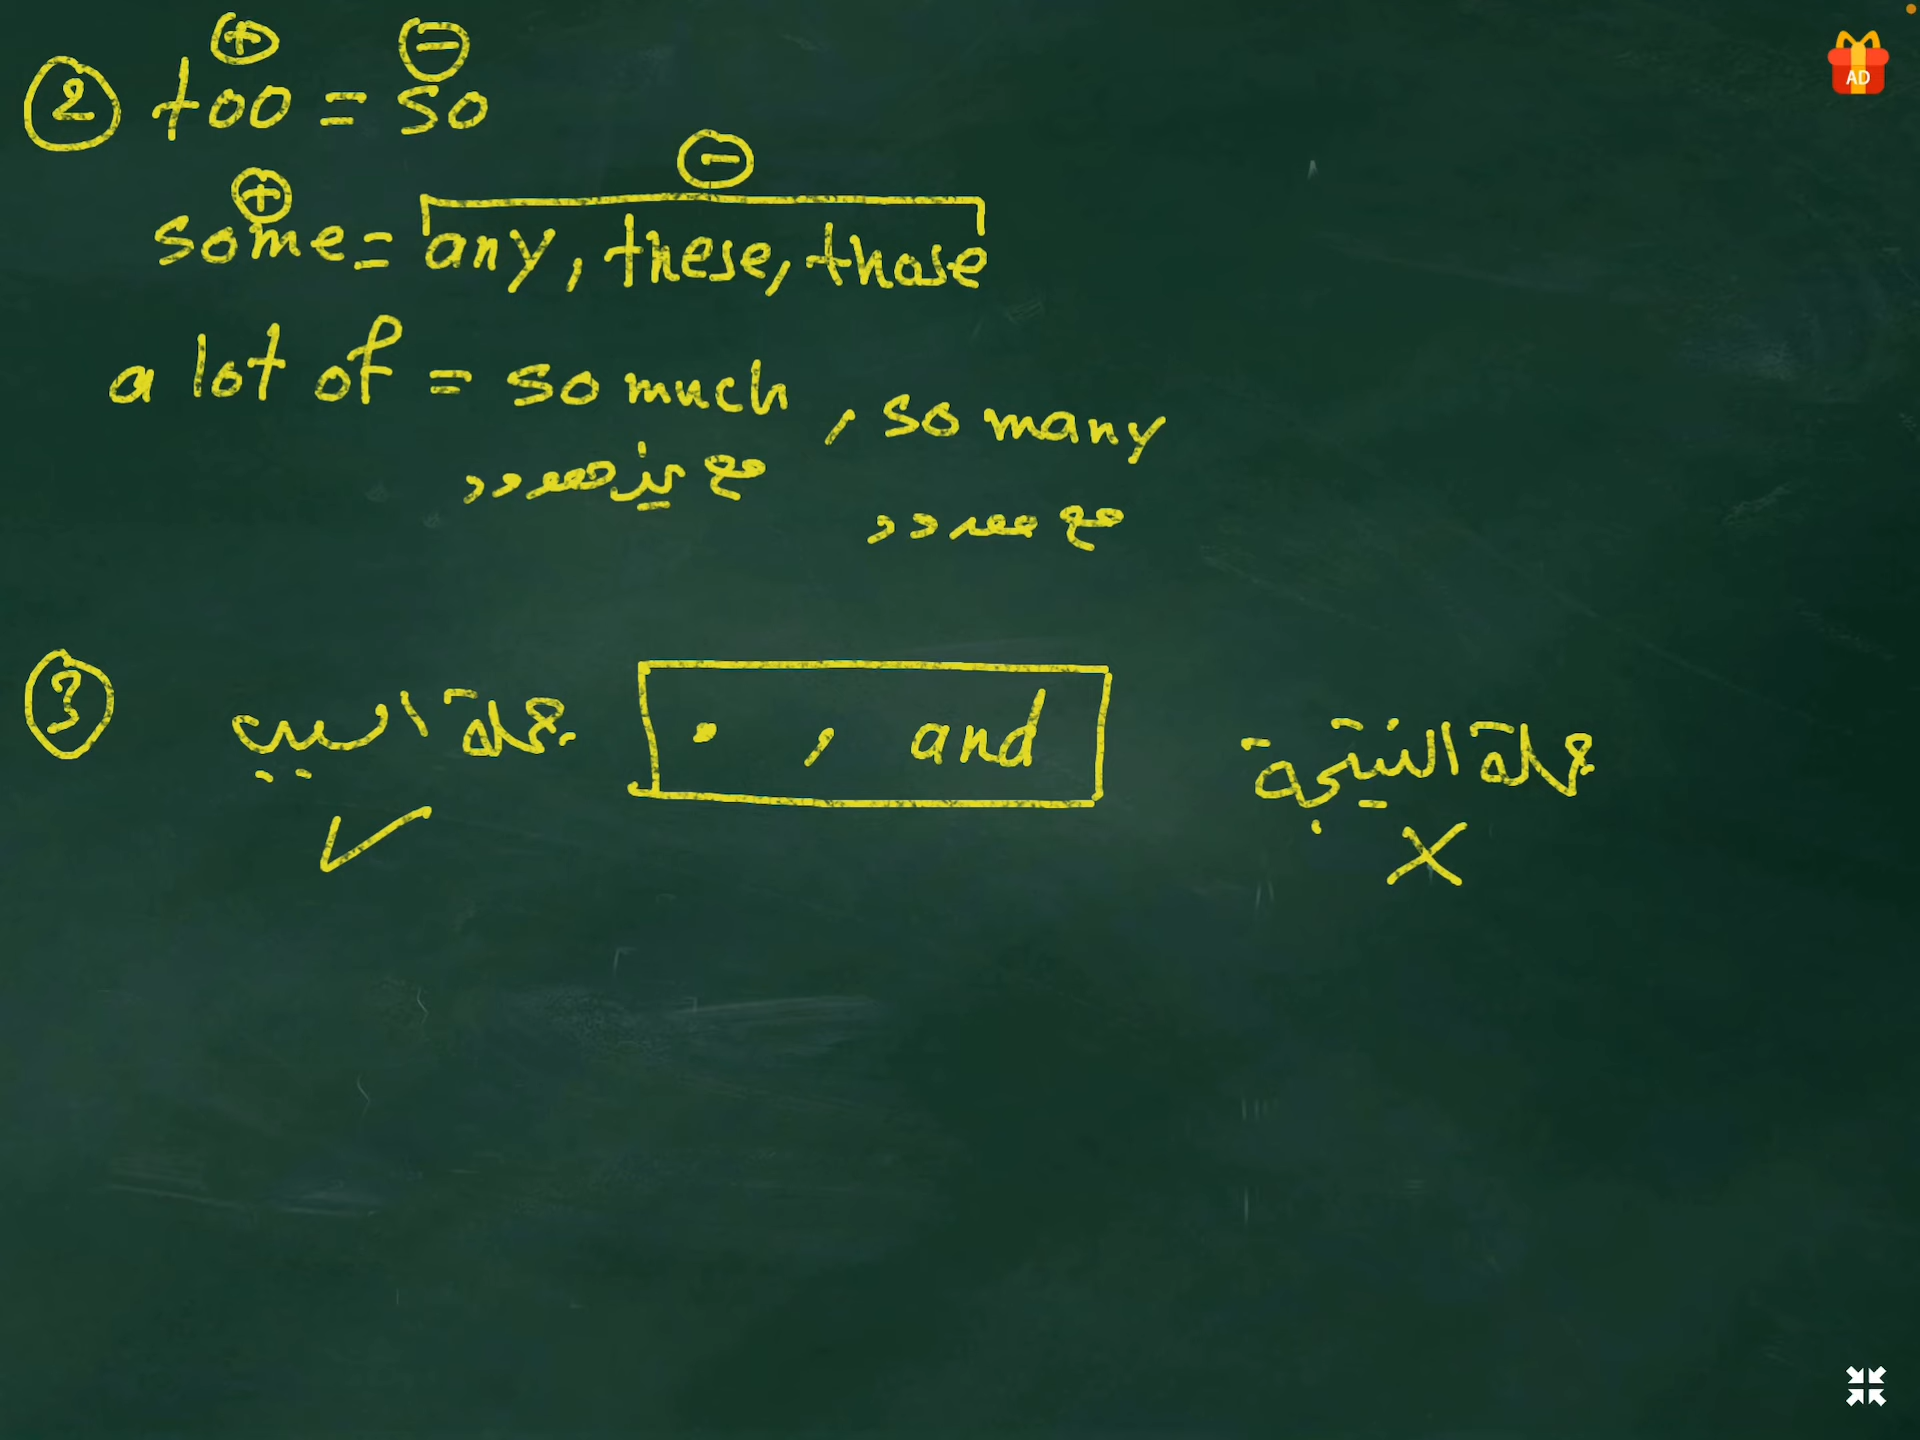 ② too = so
⊕ ⊖
⊖
⊕
some = any, these, those
a lot of = so much , so many
مع غير معدود
مع معدود
③ جملة السبب . , and جملة النتيجة
✓ ×
AD